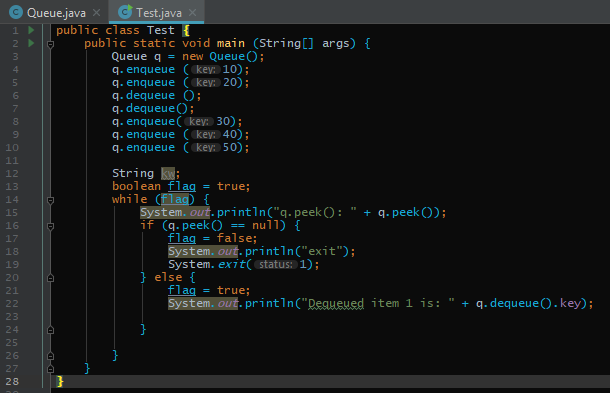 Queue.java × Test.java ×
1 public class Test {
2 public static void main (String[] args) {
3 Queue q = new Queue();
4 q.enqueue ( key: 10);
5 q.enqueue ( key: 20);
6 q.dequeue ();
7 q.dequeue();
8 q.enqueue( key: 30);
9 q.enqueue ( key: 40);
10 q.enqueue ( key: 50);
11
12 String kw;
13 boolean flag = true;
14 while (flag) {
15 System.out.println("q.peek(): " + q.peek());
16 if (q.peek() == null) {
17 flag = false;
18 System.out.println("exit");
19 System.exit( status: 1);
20 } else {
21 flag = true;
22 System.out.println("Dequeued item 1 is: " + q.dequeue().key);
23
24 }
25
26 }
27 }
28 }